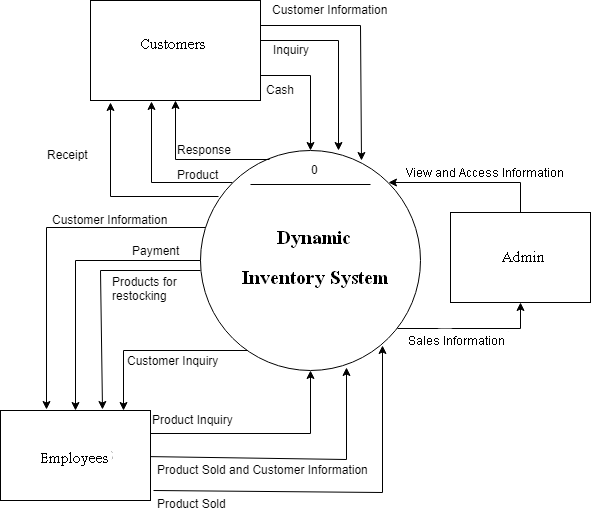 Customer Information
Customers
Inquiry
Cash
Response
Receipt
Product
0
View and Access Information
Customer Information
Dynamic
Payment
Admin
Inventory System
Products for
restocking
Sales Information
Customer Inquiry
Product Inquiry
Employees
Product Sold and Customer Information
Product Sold